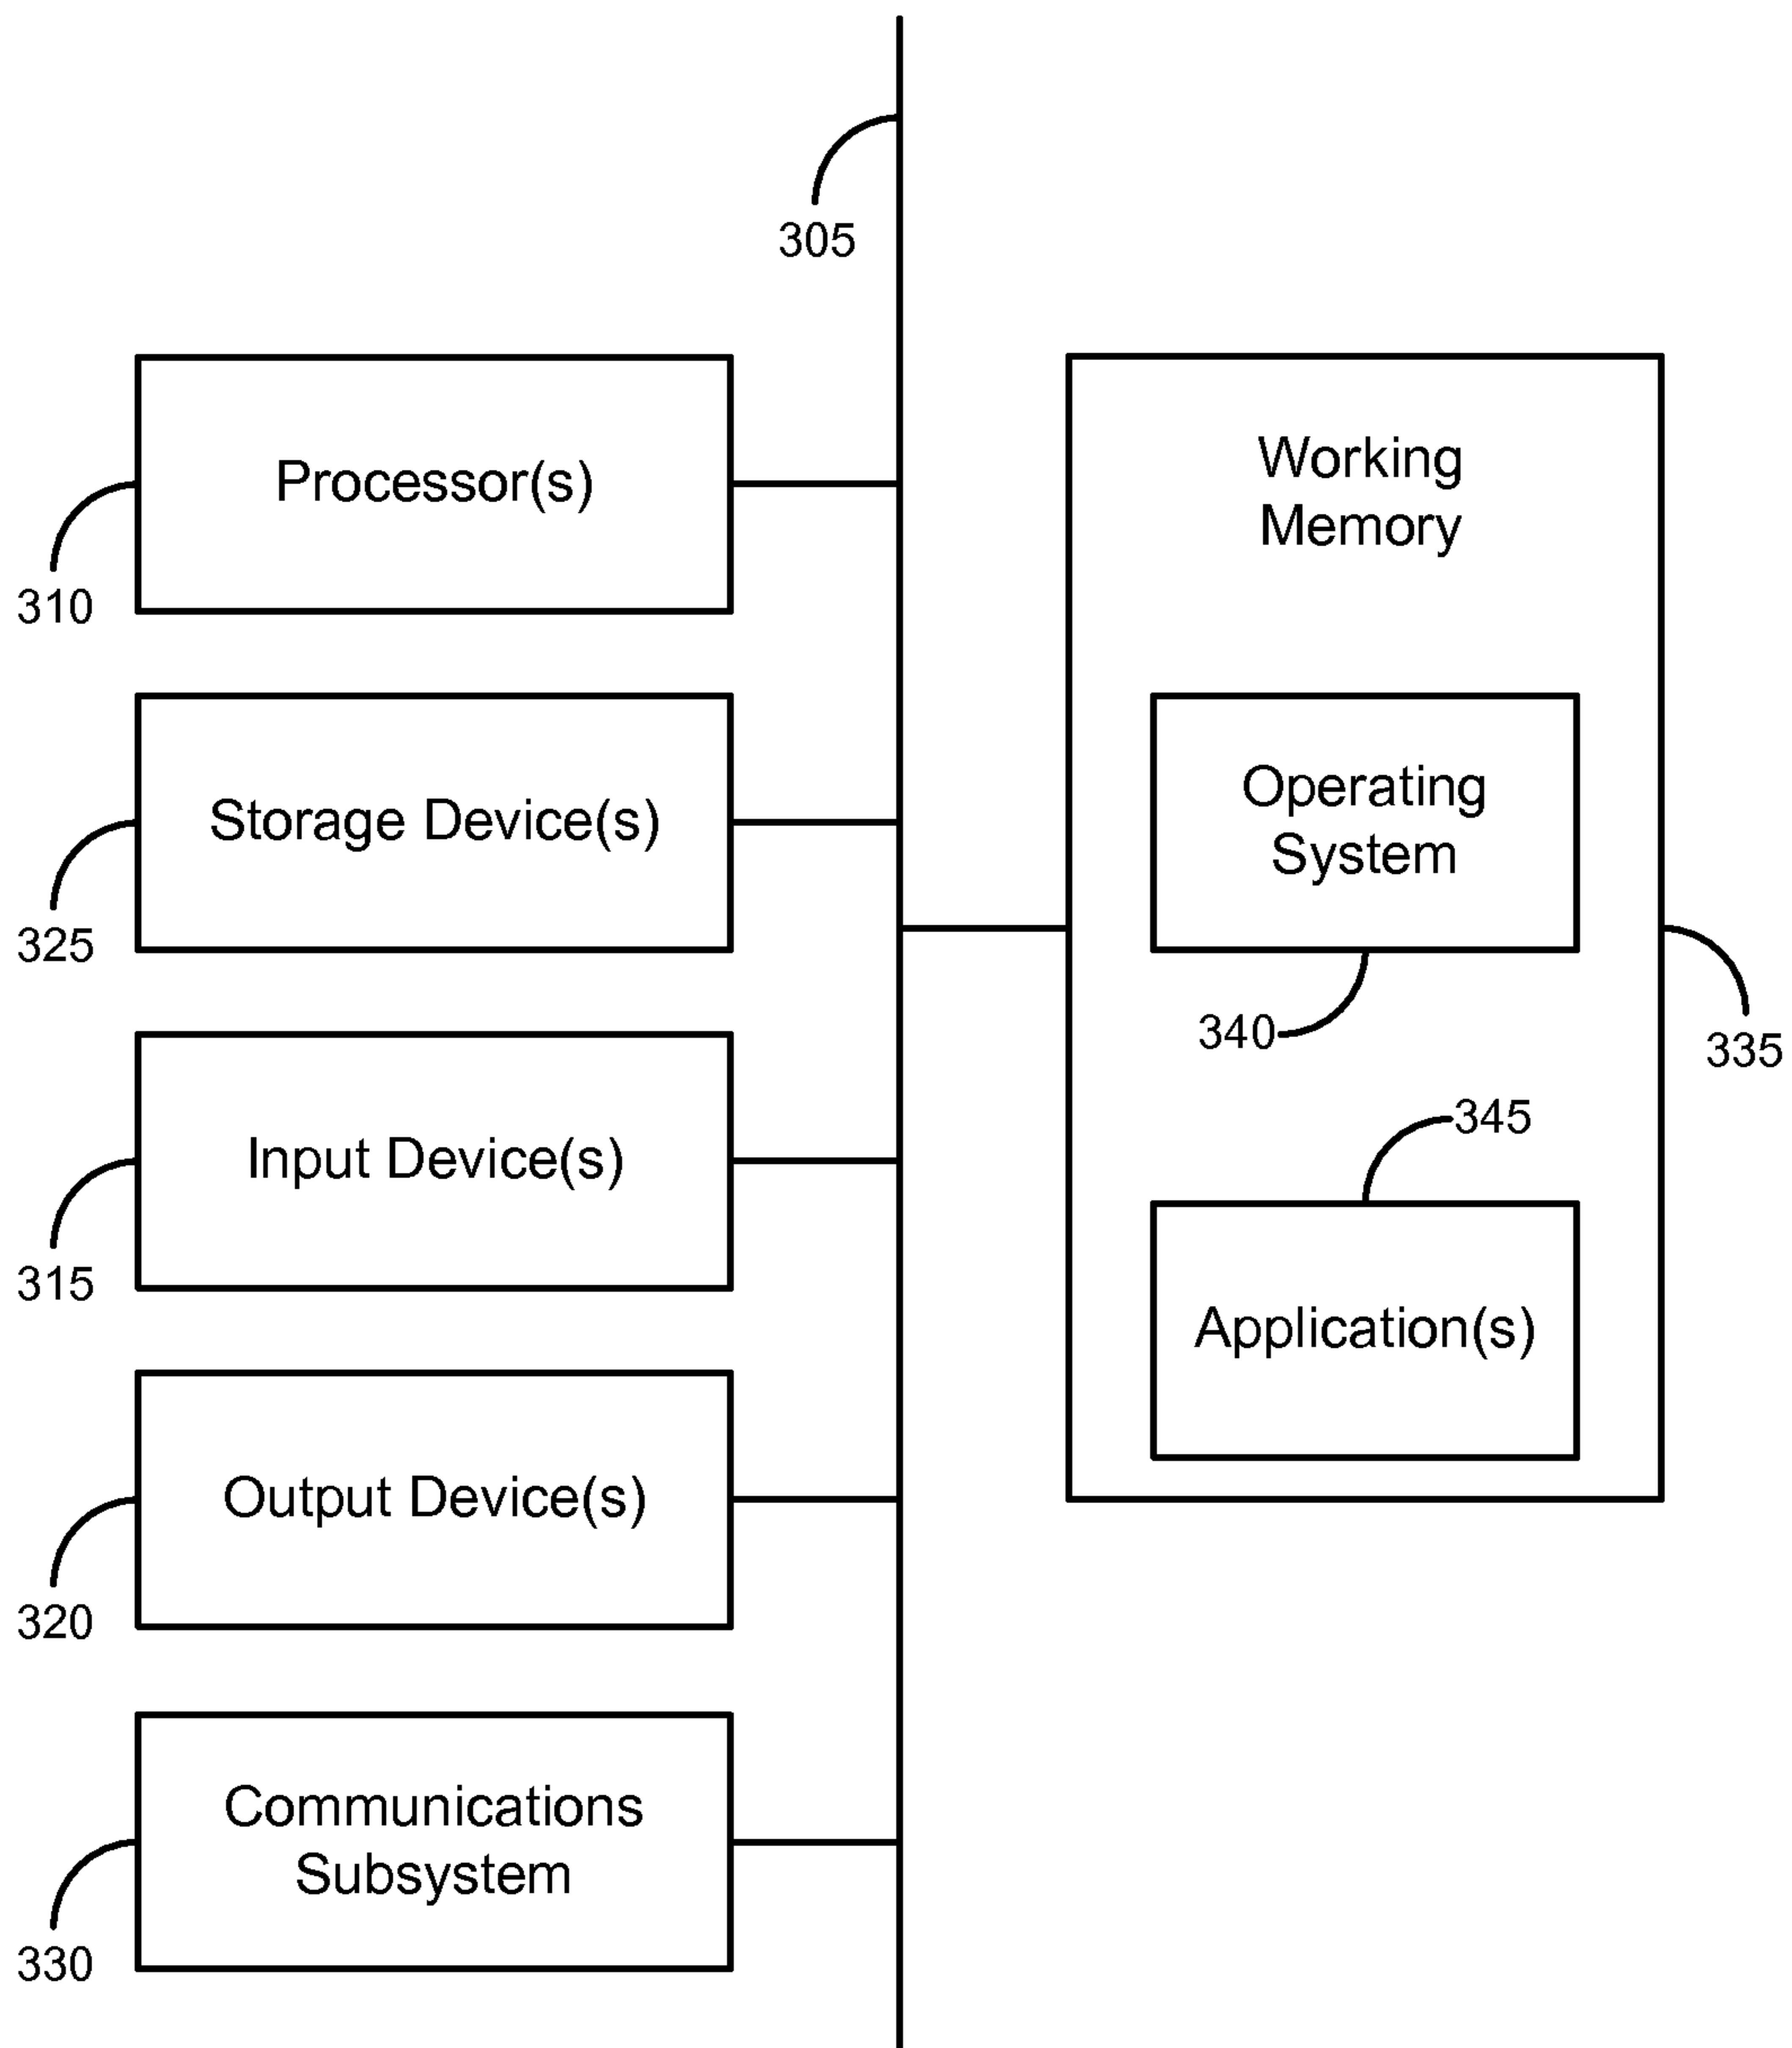 305
Processor(s)
310
Storage Device(s)
325
Input Device(s)
315
Output Device(s)
320
Communications
Subsystem
330
Working
Memory
Operating
System
340
335
345
Application(s)